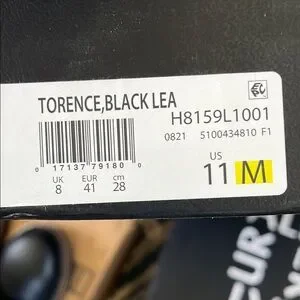 TORENCE,BLACK LEA
H8159L1001
0821 5100434810 F1
0 17137 79180 0
UK EUR cm
8 41 28
US
11 M